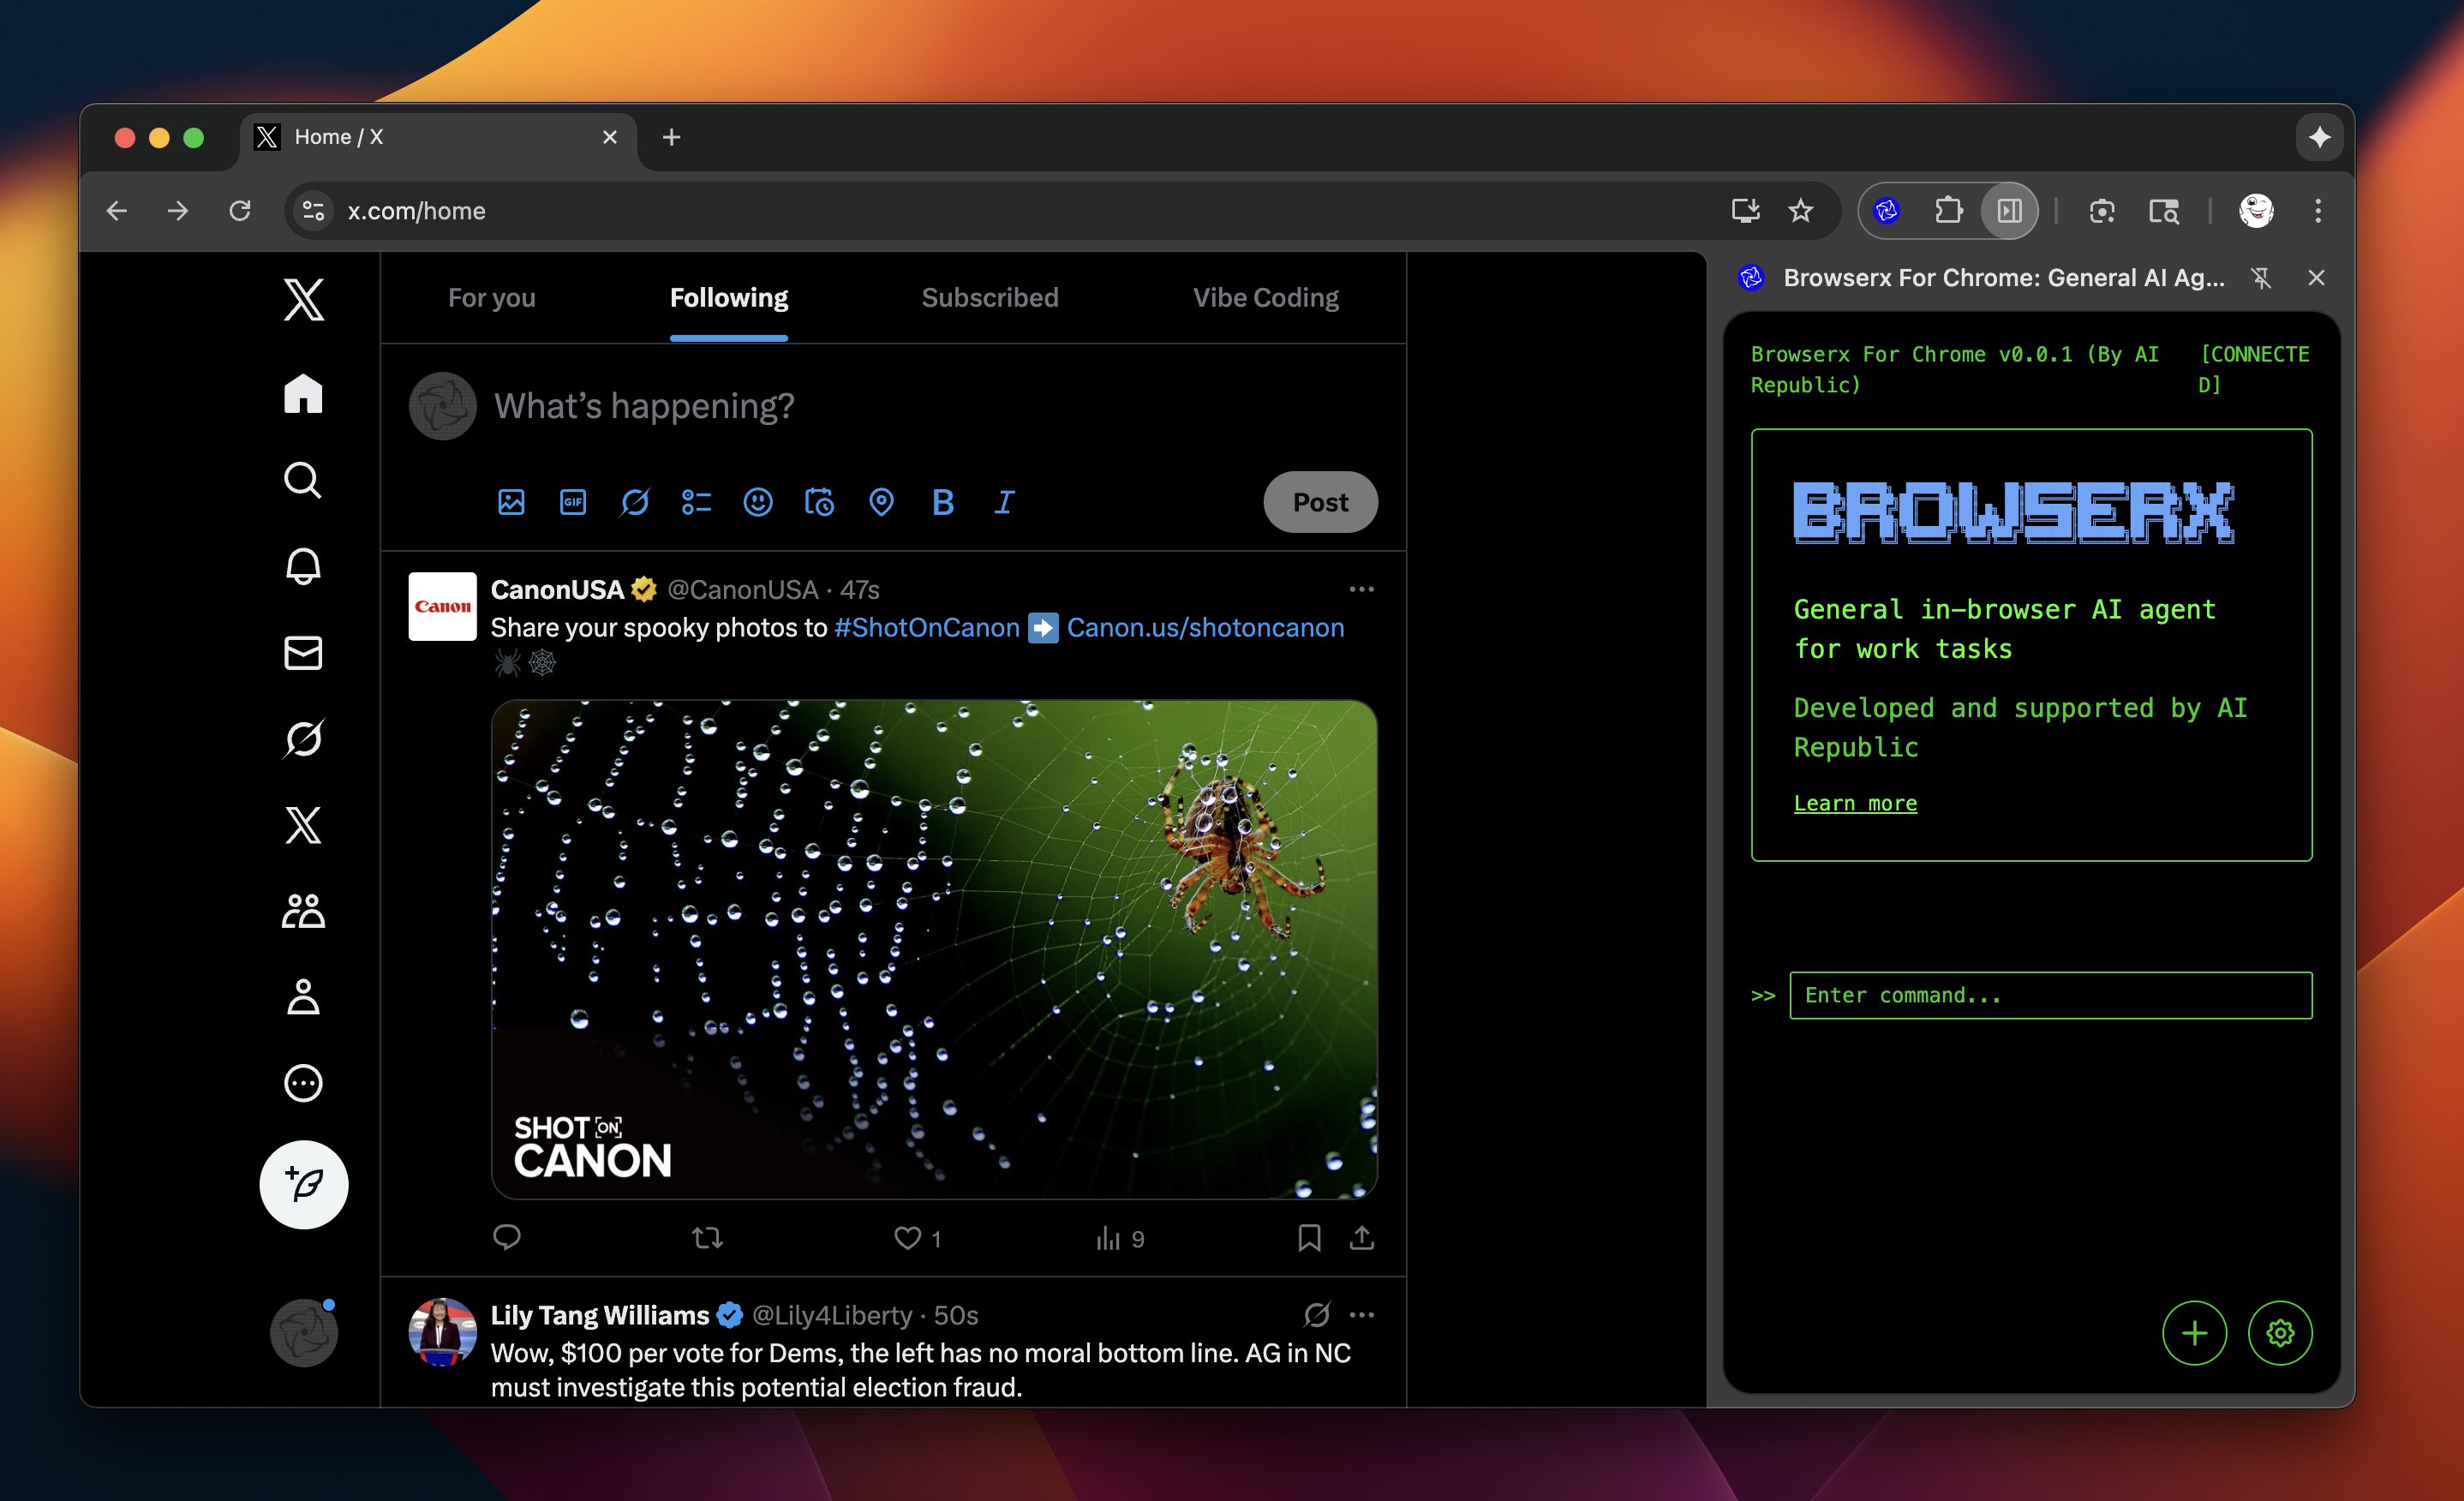 Home / X
x.com/home
For you
Following
Subscribed
Vibe Coding
What’s happening?
GIF
B
I
Post
Canon
CanonUSA @CanonUSA · 47s
Share your spooky photos to #ShotOnCanon ➡️ Canon.us/shotoncanon
🕷️🕸️
SHOT [ON]
CANON
1
9
Lily Tang Williams @Lily4Liberty · 50s
Wow, $100 per vote for Dems, the left has no moral bottom line. AG in NC
must investigate this potential election fraud.
Browserx For Chrome: General AI Ag...
Browserx For Chrome v0.0.1 (By AI
Republic)
[CONNECTE
D]
BROWSERX
General in-browser AI agent
for work tasks
Developed and supported by AI
Republic
Learn more
>> Enter command...